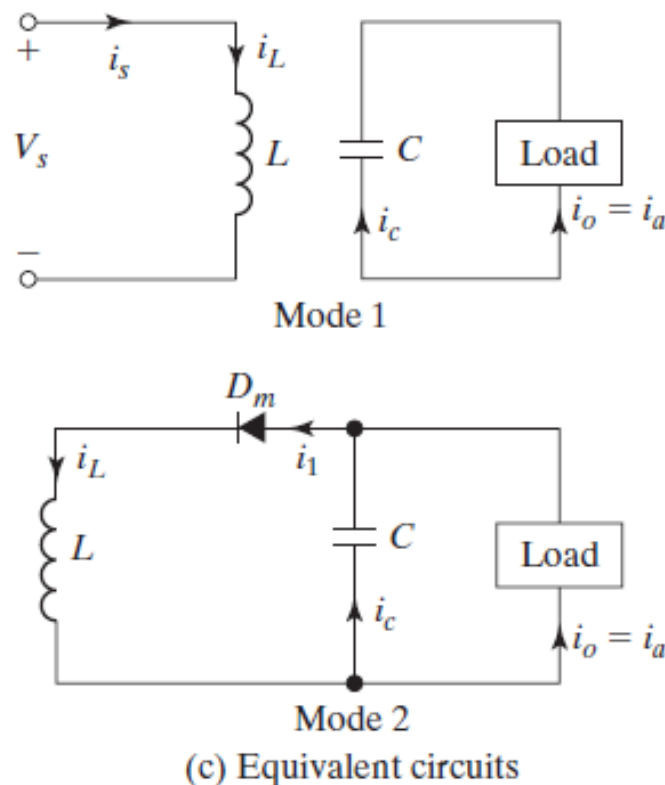 + i_s i_L
V_s L C Load
− i_c i_o = i_a
Mode 1
D_m
i_L i_1
L C Load
i_c i_o = i_a
Mode 2
(c) Equivalent circuits